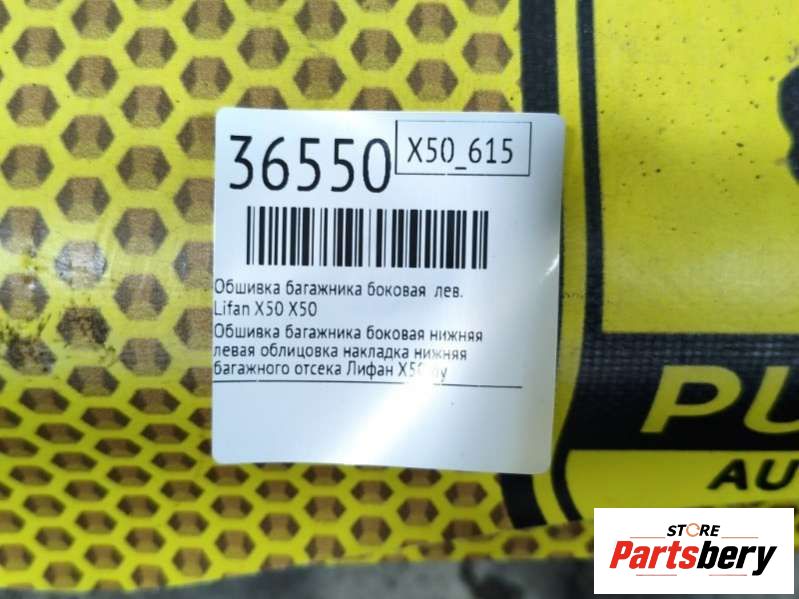 36550
X50_615
Обшивка багажника боковая лев.
Lifan X50 X50
Обшивка багажника боковая нижняя
левая облицовка накладка нижняя
багажного отсека Лифан
PU
AU
STORE
Partsbery